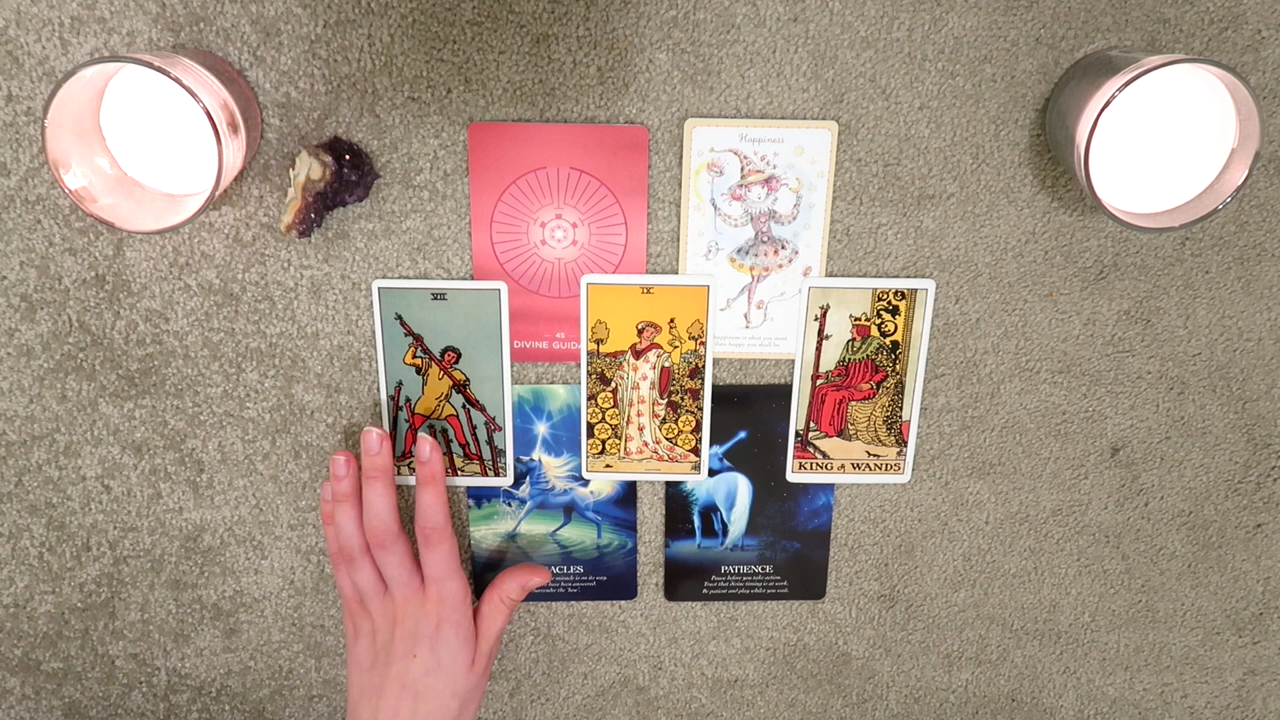 Happiness
happiness is what you want
then happy you shall be
VII
IX
45
DIVINE GUIDA
KING of WANDS
ACLES
miracle is on its way.
have been answered.
surrender the 'how'.
PATIENCE
Pause before you take action.
Trust that divine timing is at work.
Be patient and play whilst you wait.